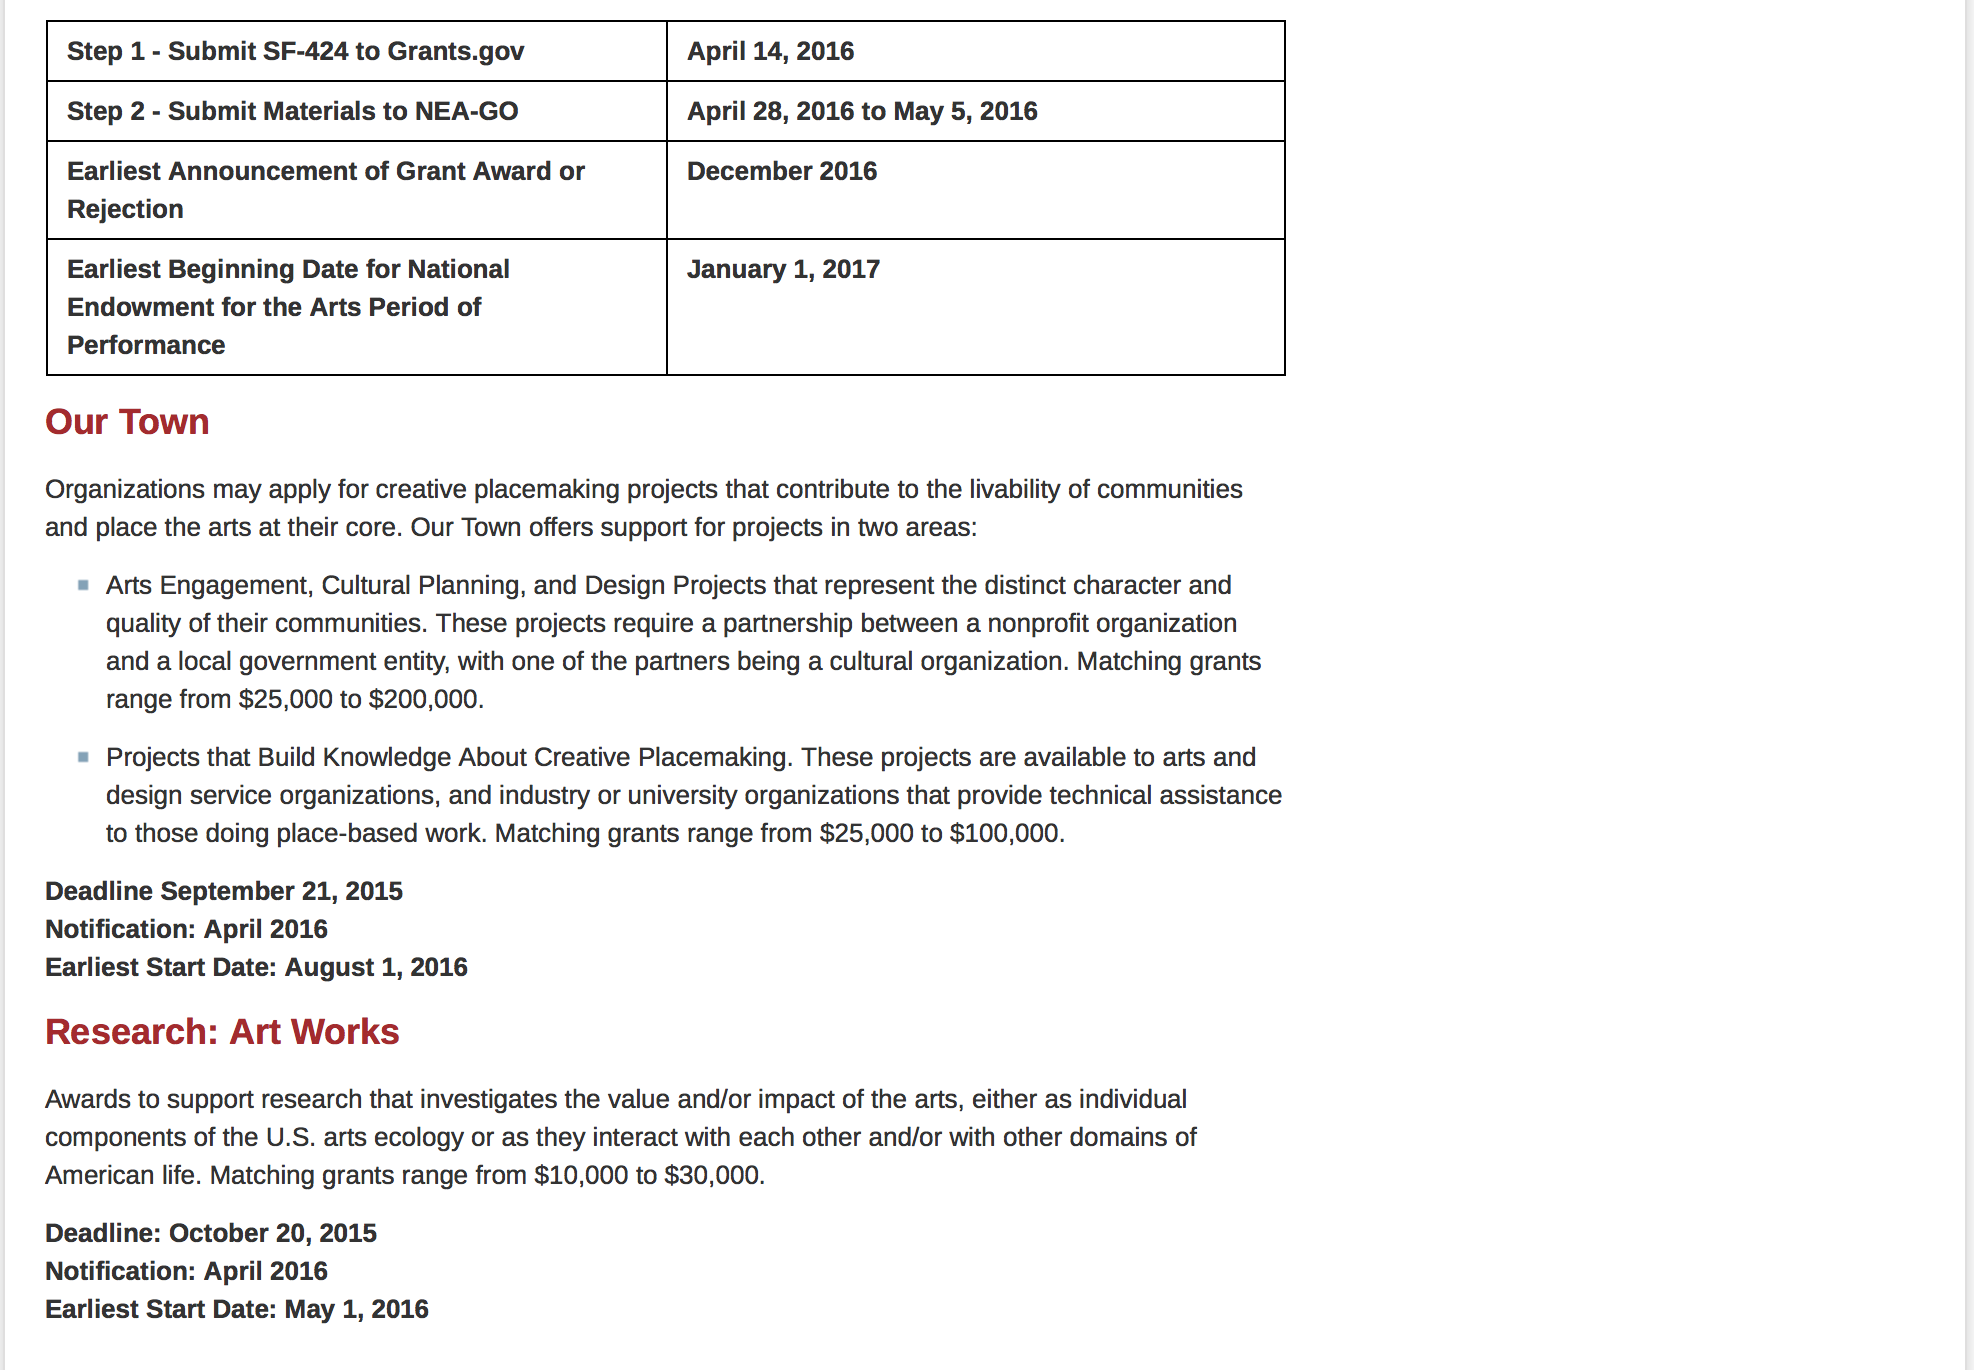 Step 1 - Submit SF-424 to Grants.gov
April 14, 2016
Step 2 - Submit Materials to NEA-GO
April 28, 2016 to May 5, 2016
Earliest Announcement of Grant Award or
Rejection
December 2016
Earliest Beginning Date for National
Endowment for the Arts Period of
Performance
January 1, 2017
Our Town
Organizations may apply for creative placemaking projects that contribute to the livability of communities
and place the arts at their core. Our Town offers support for projects in two areas:
Arts Engagement, Cultural Planning, and Design Projects that represent the distinct character and
quality of their communities. These projects require a partnership between a nonprofit organization
and a local government entity, with one of the partners being a cultural organization. Matching grants
range from $25,000 to $200,000.
Projects that Build Knowledge About Creative Placemaking. These projects are available to arts and
design service organizations, and industry or university organizations that provide technical assistance
to those doing place-based work. Matching grants range from $25,000 to $100,000.
Deadline September 21, 2015
Notification: April 2016
Earliest Start Date: August 1, 2016
Research: Art Works
Awards to support research that investigates the value and/or impact of the arts, either as individual
components of the U.S. arts ecology or as they interact with each other and/or with other domains of
American life. Matching grants range from $10,000 to $30,000.
Deadline: October 20, 2015
Notification: April 2016
Earliest Start Date: May 1, 2016